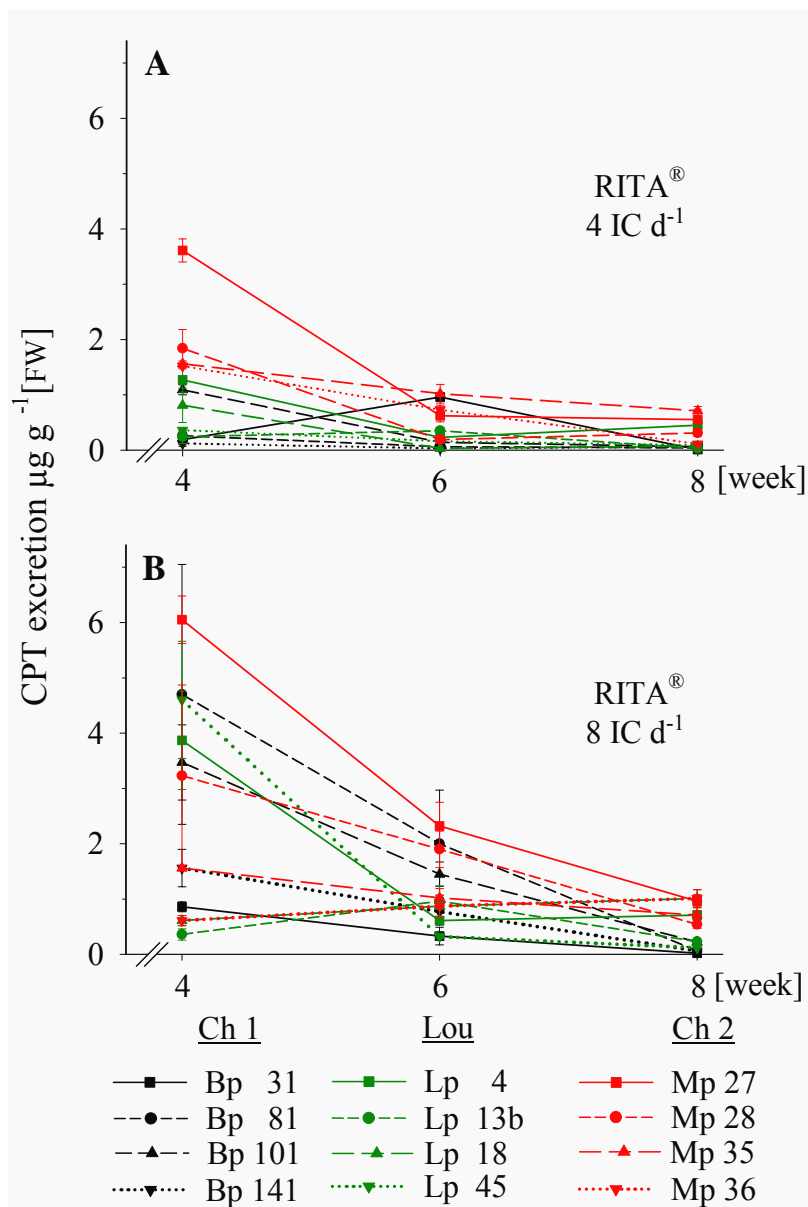 A
6
4
2
0
RITA®
4 IC d-1
4 6 8 [week]
CPT excretion µg g -1[FW]
B
6
4
2
0
RITA®
8 IC d-1
4 6 8 [week]
Ch 1 Lou Ch 2
Bp 31 Lp 4 Mp 27
Bp 81 Lp 13b Mp 28
Bp 101 Lp 18 Mp 35
Bp 141 Lp 45 Mp 36